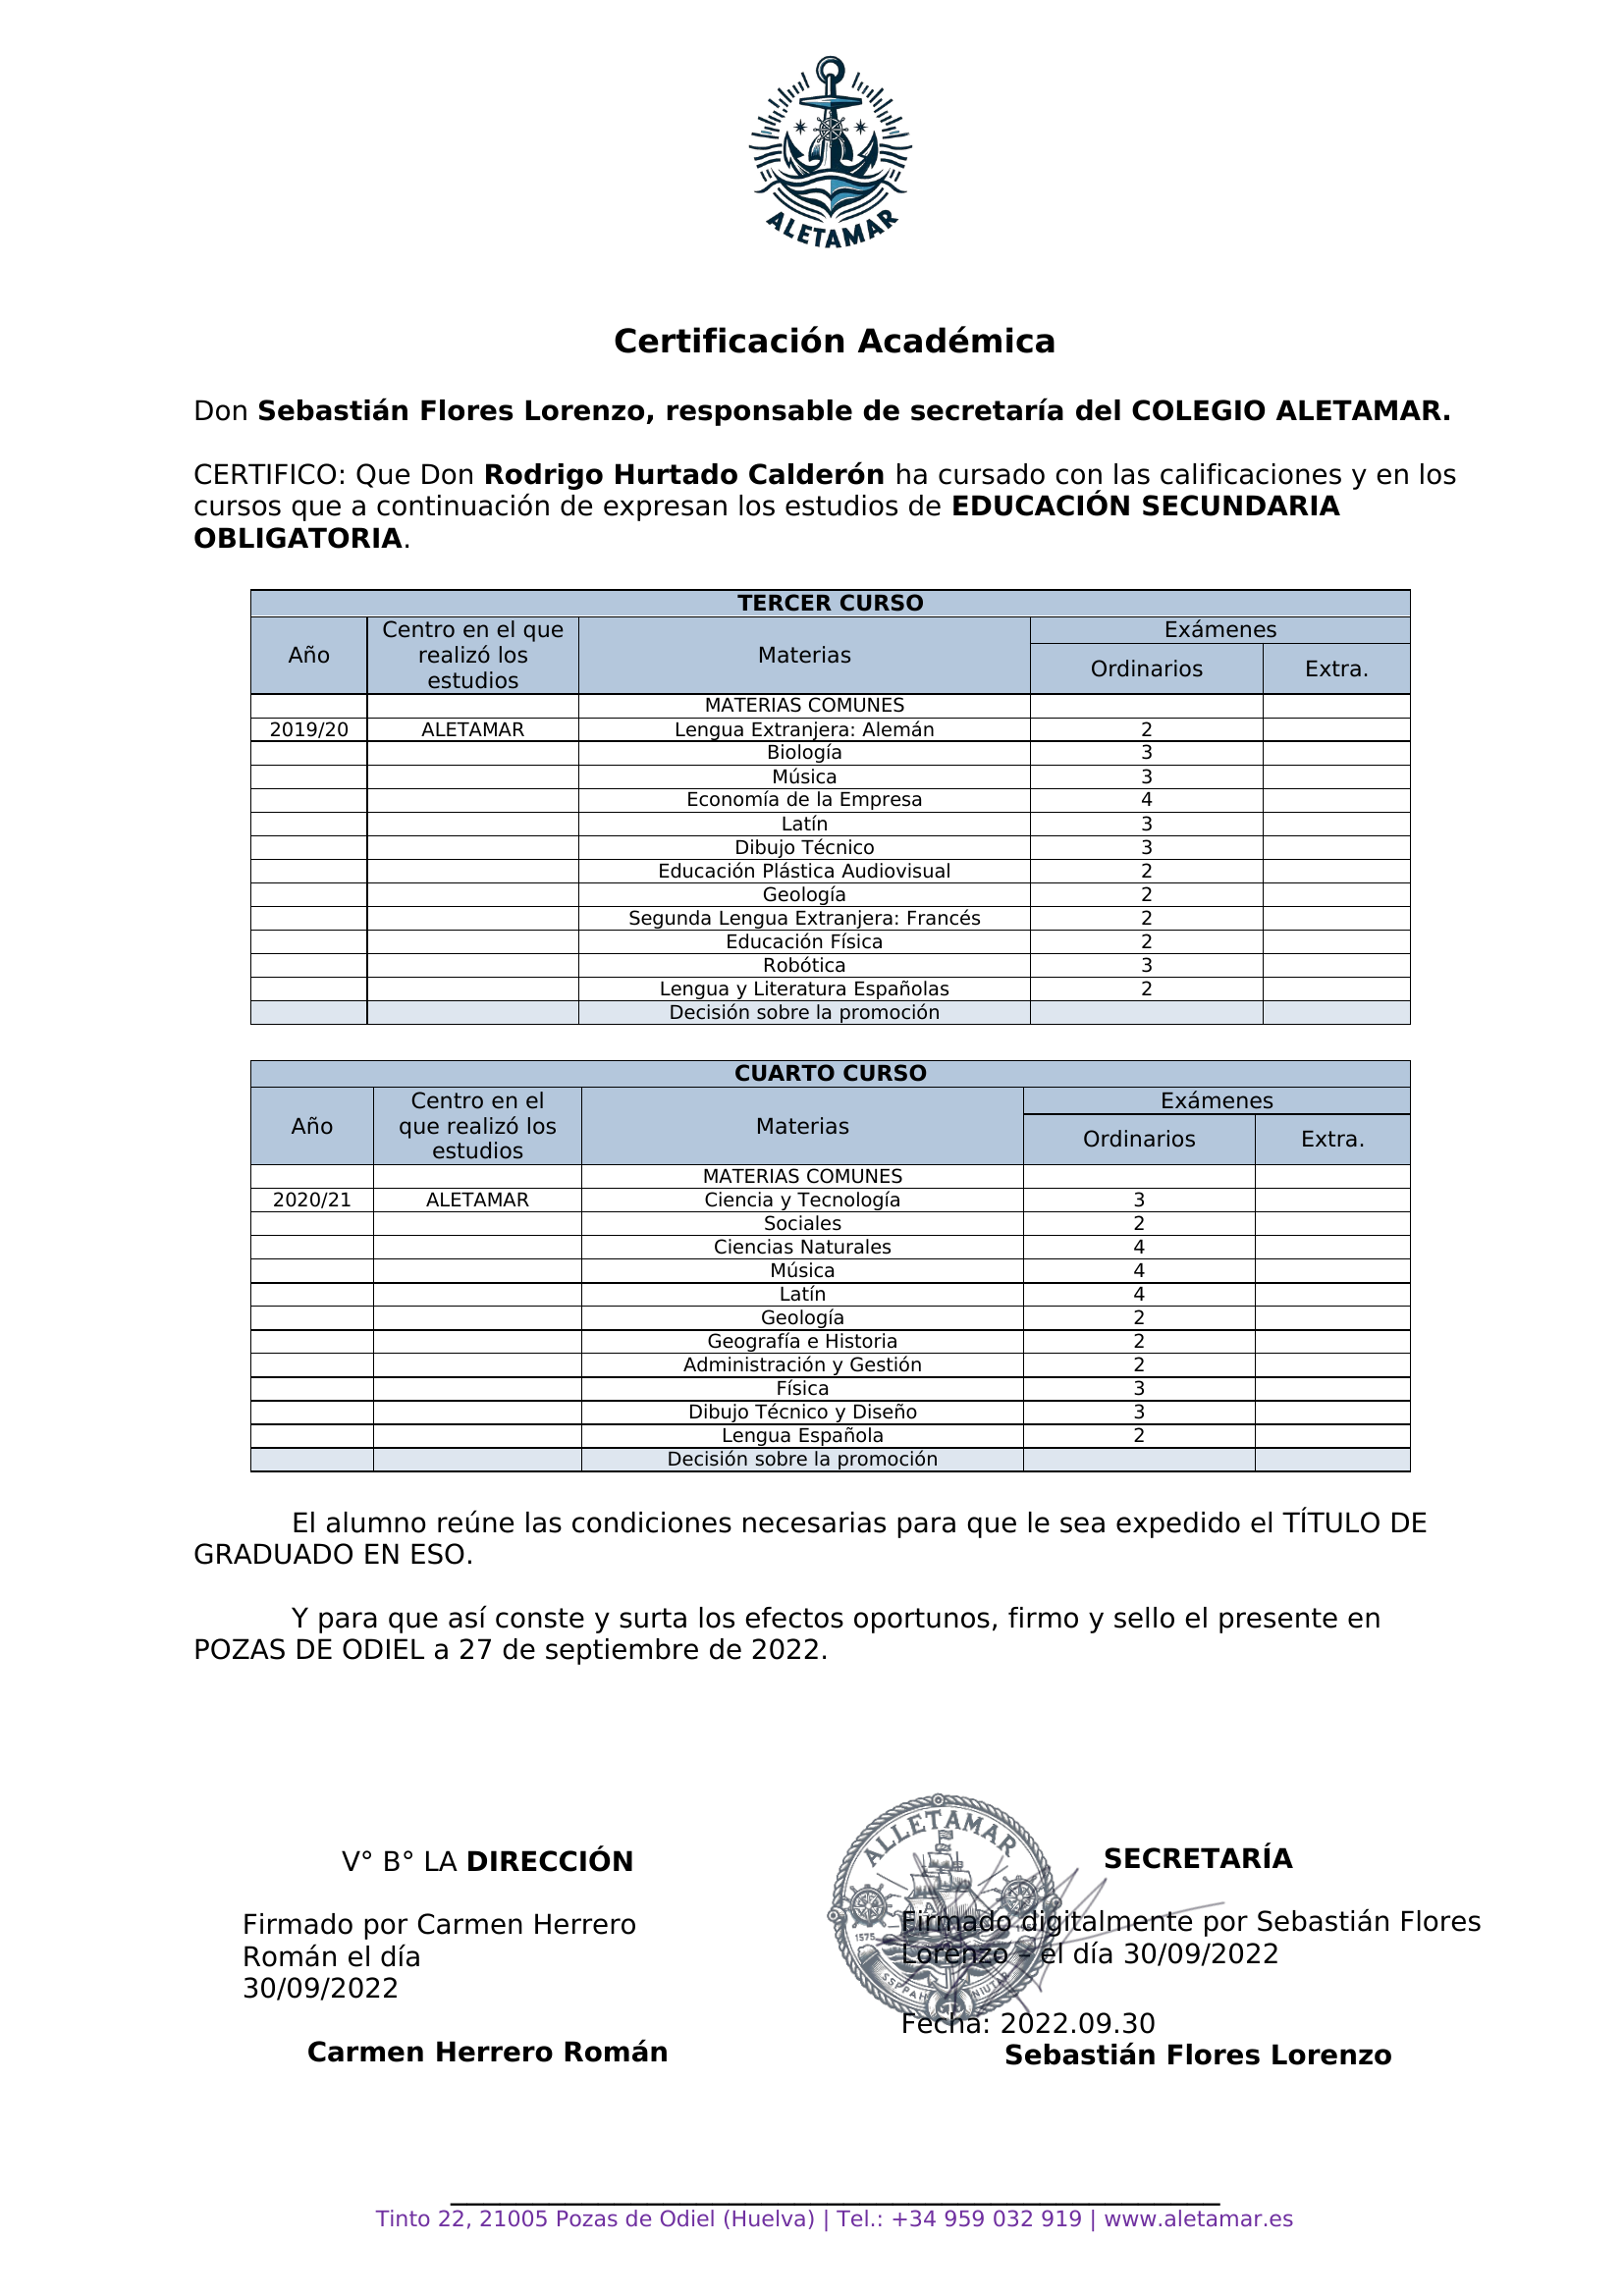 ALETAMAR
Certificación Académica
Don Sebastián Flores Lorenzo, responsable de secretaría del COLEGIO ALETAMAR.
CERTIFICO: Que Don Rodrigo Hurtado Calderón ha cursado con las calificaciones y en los
cursos que a continuación de expresan los estudios de EDUCACIÓN SECUNDARIA
OBLIGATORIA.
TERCER CURSO
Año Centro en el que realizó los estudios Materias Exámenes
Ordinarios Extra.
MATERIAS COMUNES
2019/20 ALETAMAR Lengua Extranjera: Alemán 2
Biología 3
Música 3
Economía de la Empresa 4
Latín 3
Dibujo Técnico 3
Educación Plástica Audiovisual 2
Geología 2
Segunda Lengua Extranjera: Francés 2
Educación Física 2
Robótica 3
Lengua y Literatura Españolas 2
Decisión sobre la promoción
CUARTO CURSO
Año Centro en el que realizó los estudios Materias Exámenes
Ordinarios Extra.
MATERIAS COMUNES
2020/21 ALETAMAR Ciencia y Tecnología 3
Sociales 2
Ciencias Naturales 4
Música 4
Latín 4
Geología 2
Geografía e Historia 2
Administración y Gestión 2
Física 3
Dibujo Técnico y Diseño 3
Lengua Española 2
Decisión sobre la promoción
El alumno reúne las condiciones necesarias para que le sea expedido el TÍTULO DE
GRADUADO EN ESO.
Y para que así conste y surta los efectos oportunos, firmo y sello el presente en
POZAS DE ODIEL a 27 de septiembre de 2022.
V° B° LA DIRECCIÓN
Firmado por Carmen Herrero
Román el día
30/09/2022
Carmen Herrero Román
ALLETAMAR
1575
SECRETARÍA
Firmado digitalmente por Sebastián Flores
Lorenzo – el día 30/09/2022
Fecha: 2022.09.30
Sebastián Flores Lorenzo
Tinto 22, 21005 Pozas de Odiel (Huelva) | Tel.: +34 959 032 919 | www.aletamar.es